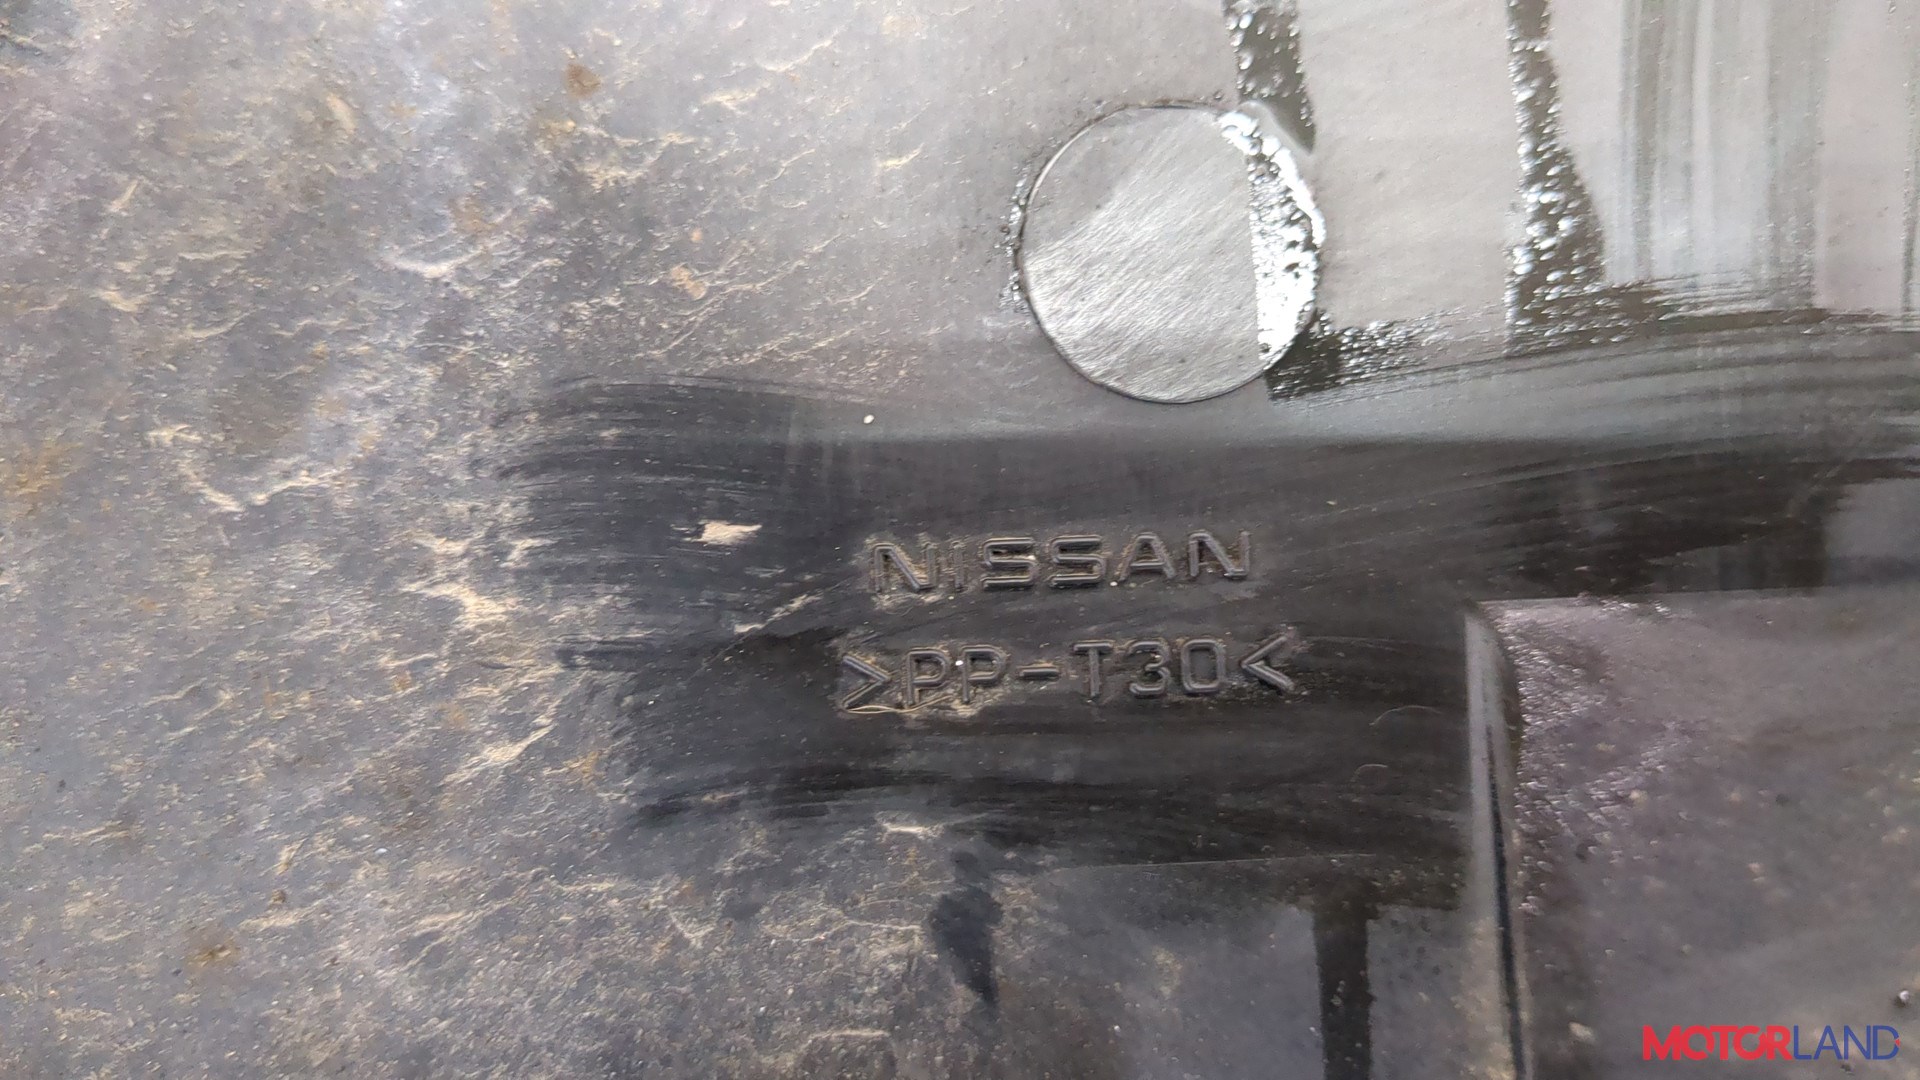 NISSAN
>PP-T30<
MOTORLAND